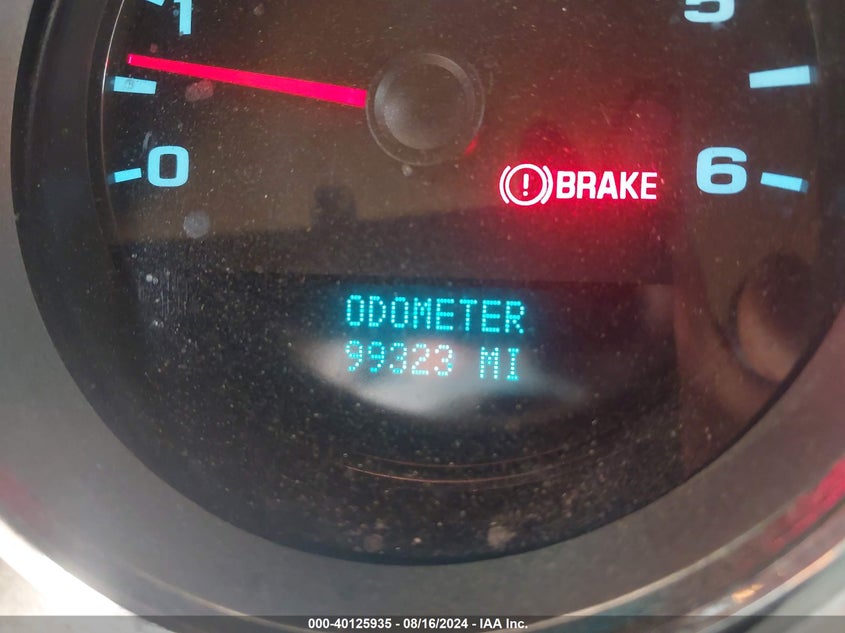 1
5
0
(!) BRAKE
6
ODOMETER
99323 MI
000-40125935 - 08/16/2024 - IAA Inc.